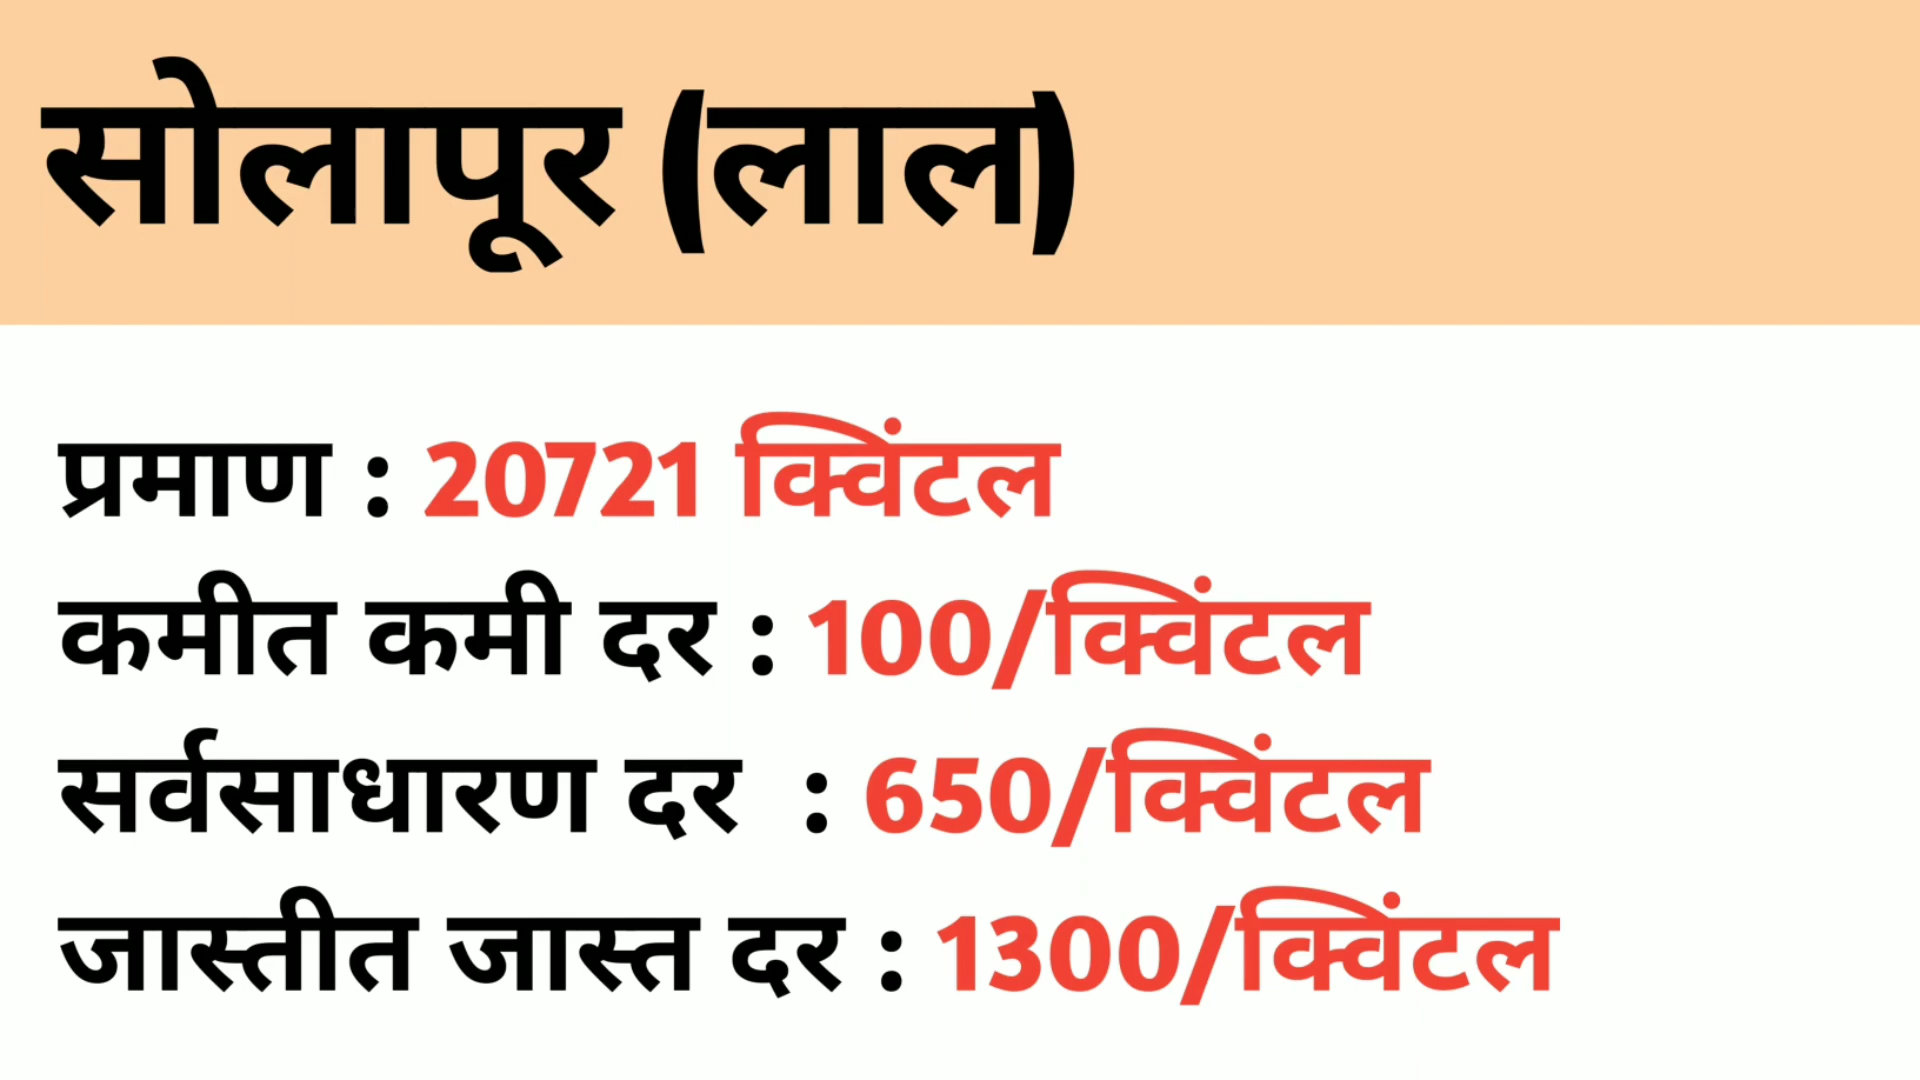 सोलापूर (लाल)
प्रमाण : 20721 क्विंटल
कमीत कमी दर : 100/क्विंटल
सर्वसाधारण दर : 650/क्विंटल
जास्तीत जास्त दर : 1300/क्विंटल